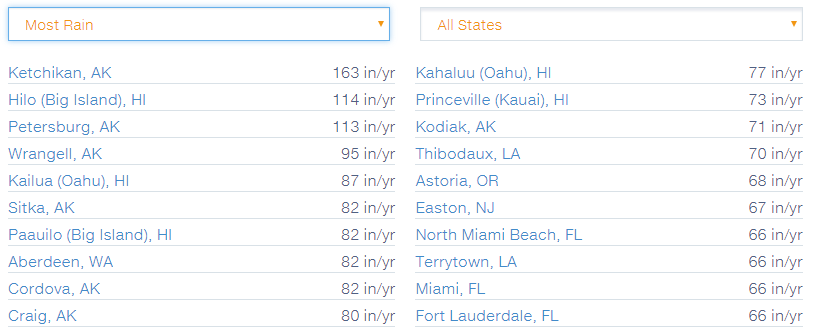 Most Rain
All States
Ketchikan, AK 163 in/yr
Hilo (Big Island), HI 114 in/yr
Petersburg, AK 113 in/yr
Wrangell, AK 95 in/yr
Kailua (Oahu), HI 87 in/yr
Sitka, AK 82 in/yr
Paauilo (Big Island), HI 82 in/yr
Aberdeen, WA 82 in/yr
Cordova, AK 82 in/yr
Craig, AK 80 in/yr
Kahaluu (Oahu), HI 77 in/yr
Princeville (Kauai), HI 73 in/yr
Kodiak, AK 71 in/yr
Thibodaux, LA 70 in/yr
Astoria, OR 68 in/yr
Easton, NJ 67 in/yr
North Miami Beach, FL 66 in/yr
Terrytown, LA 66 in/yr
Miami, FL 66 in/yr
Fort Lauderdale, FL 66 in/yr